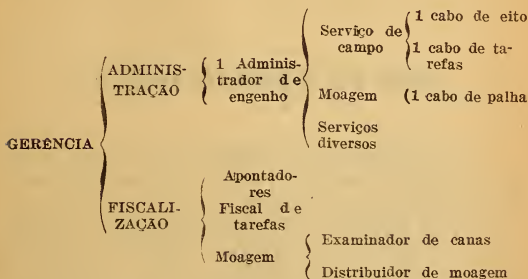 GERÊNCIA
ADMINIS-
TRAÇÃO
1 Adminis-
trador de
engenho
Serviço de
campo
1 cabo de eito
1 cabo de ta-
refas
Moagem (1 cabo de palha
Serviços
diversos
FISCALI-
ZAÇÃO
Apontado-
res
Fiscal de
tarefas
Moagem
Examinador de canas
Distribuidor de moagem